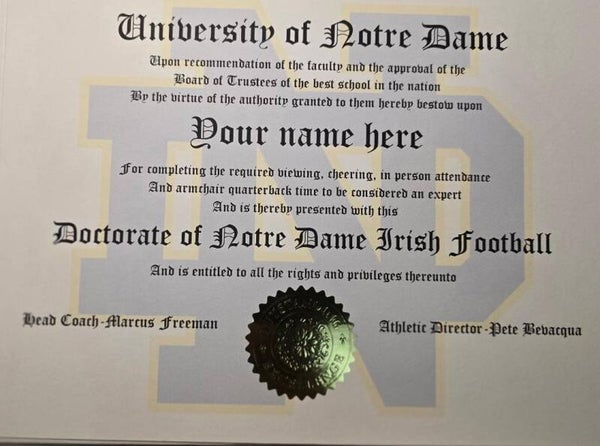 University of Notre Dame
Upon recommendation of the faculty and the approval of the
Board of Trustees of the best school in the nation
By the virtue of the authority granted to them hereby bestow upon
Your name here
For completing the required viewing, cheering, in person attendance
And armchair quarterback time to be considered an expert
And is thereby presented with this
Doctorate of Notre Dame Irish Football
And is entitled to all the rights and privileges thereunto
Head Coach-Marcus Freeman
Athletic Director-Pete Bevacqua